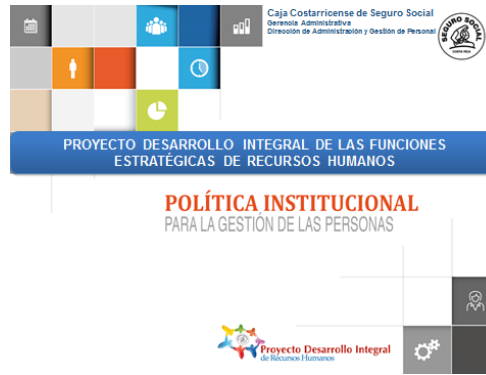 Caja Costarricense de Seguro Social
Gerencia Administrativa
Dirección de Administración y Gestión de Personal
SEGURO SOCIAL
COSTA RICA
PROYECTO DESARROLLO INTEGRAL DE LAS FUNCIONES
ESTRATÉGICAS DE RECURSOS HUMANOS
POLÍTICA INSTITUCIONAL
PARA LA GESTIÓN DE LAS PERSONAS
Proyecto Desarrollo Integral
de Recursos Humanos